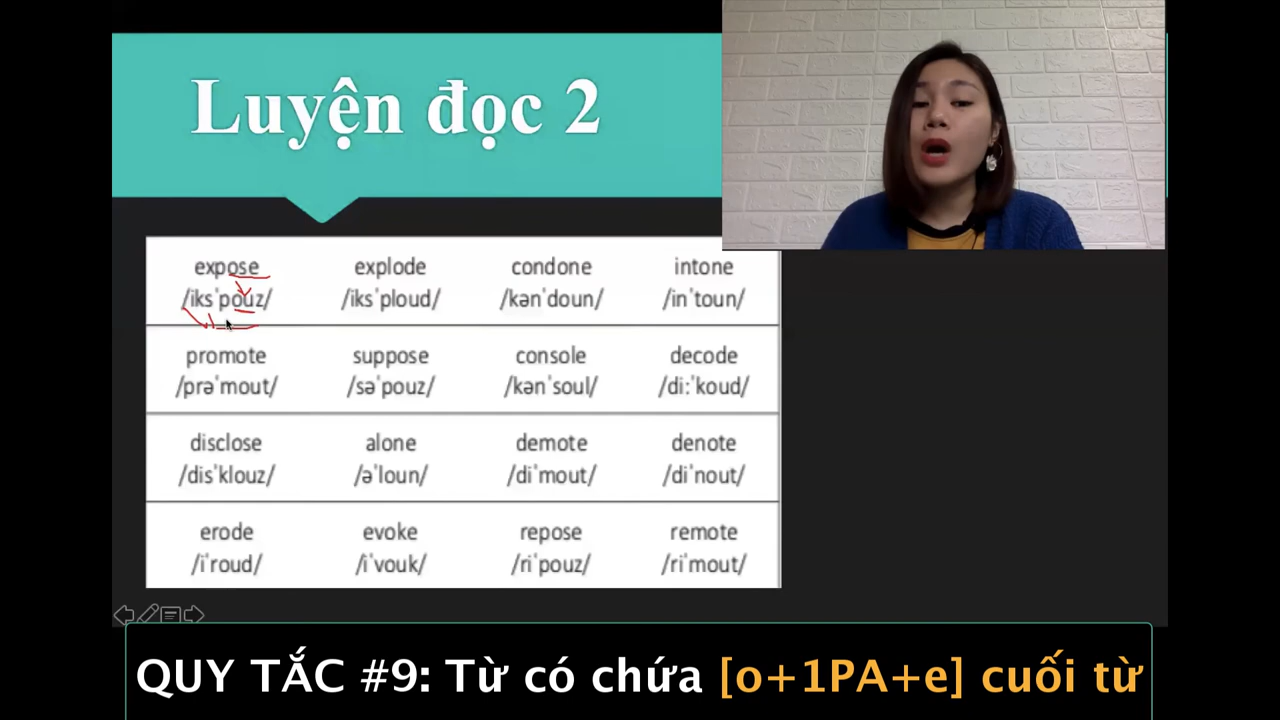 Luyện đọc 2
expose explode condone intone
/iksˈpouz/ /iksˈploud/ /kənˈdoun/ /inˈtoun/
promote suppose console decode
/prəˈmout/ /səˈpouz/ /kənˈsoul/ /di:ˈkoud/
disclose alone demote denote
/disˈklouz/ /əˈloun/ /diˈmout/ /diˈnout/
erode evoke repose remote
/iˈroud/ /iˈvouk/ /riˈpouz/ /riˈmout/
QUY TẮC #9: Từ có chứa [o+1PA+e] cuối từ